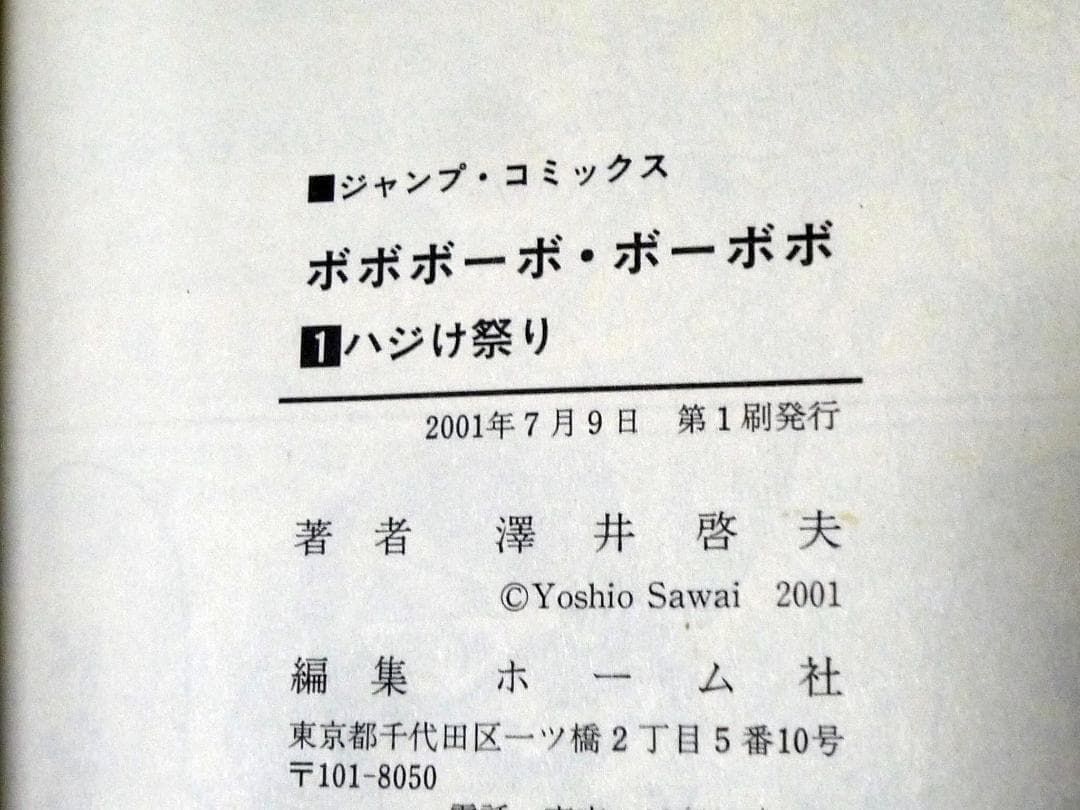 ■ジャンプ・コミックス
ボボボーボ・ボーボボ
1ハジけ祭り
2001年7月9日　第1刷発行
著者　澤井啓夫
©Yoshio Sawai 2001
編集　ホーム社
東京都千代田区一ツ橋2丁目5番10号
〒101-8050